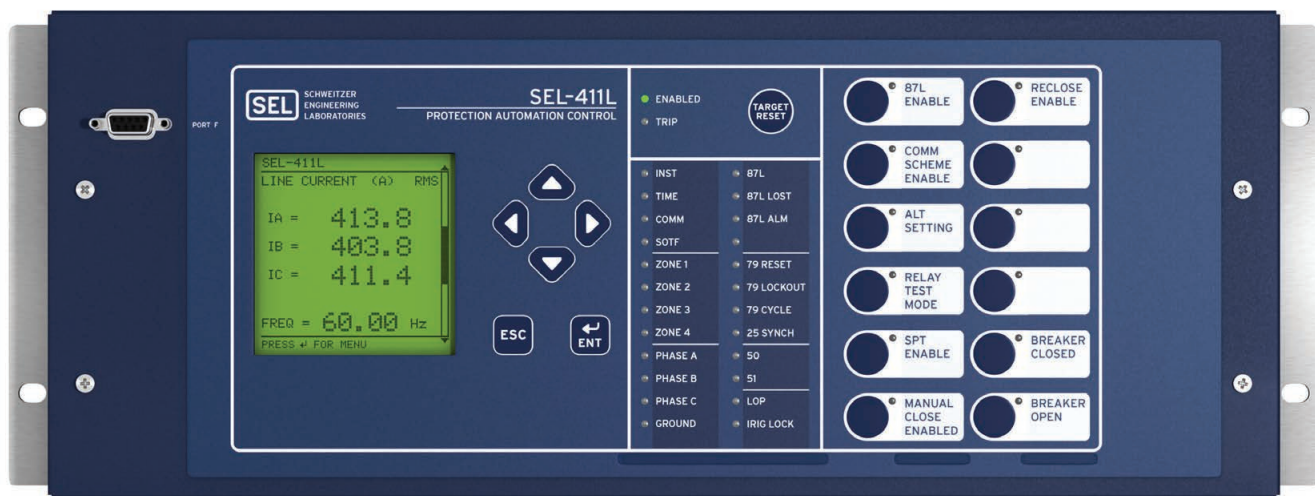 PORT F
SEL
SCHWEITZER
ENGINEERING
LABORATORIES
SEL-411L
PROTECTION AUTOMATION CONTROL
SEL-411L
LINE CURRENT (A) RMS
IA = 413.8
IB = 403.8
IC = 411.4
FREQ = 60.00 Hz
PRESS ↵ FOR MENU
ESC
ENT
ENABLED
TRIP
TARGET
RESET
INST
TIME
COMM
SOTF
ZONE 1
ZONE 2
ZONE 3
ZONE 4
PHASE A
PHASE B
PHASE C
GROUND
87L
87L LOST
87L ALM
79 RESET
79 LOCKOUT
79 CYCLE
25 SYNCH
50
51
LOP
IRIG LOCK
87L
ENABLE
RECLOSE
ENABLE
COMM
SCHEME
ENABLE
ALT
SETTING
RELAY
TEST
MODE
SPT
ENABLE
BREAKER
CLOSED
MANUAL
CLOSE
ENABLED
BREAKER
OPEN